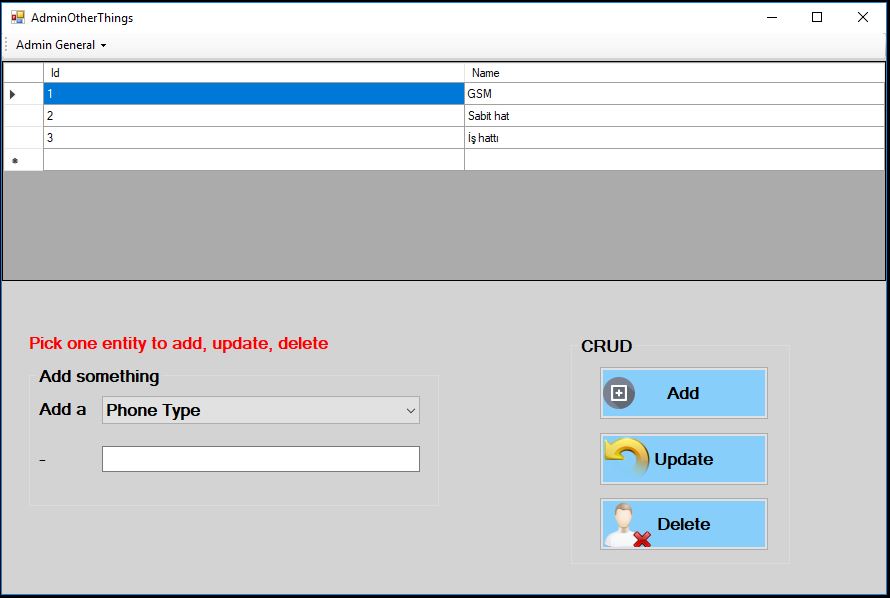 AdminOtherThings
Admin General
Id Name
1 GSM
2 Sabit hat
3 İş hattı
Pick one entity to add, update, delete
Add something
Add a Phone Type
-
CRUD
Add
Update
Delete